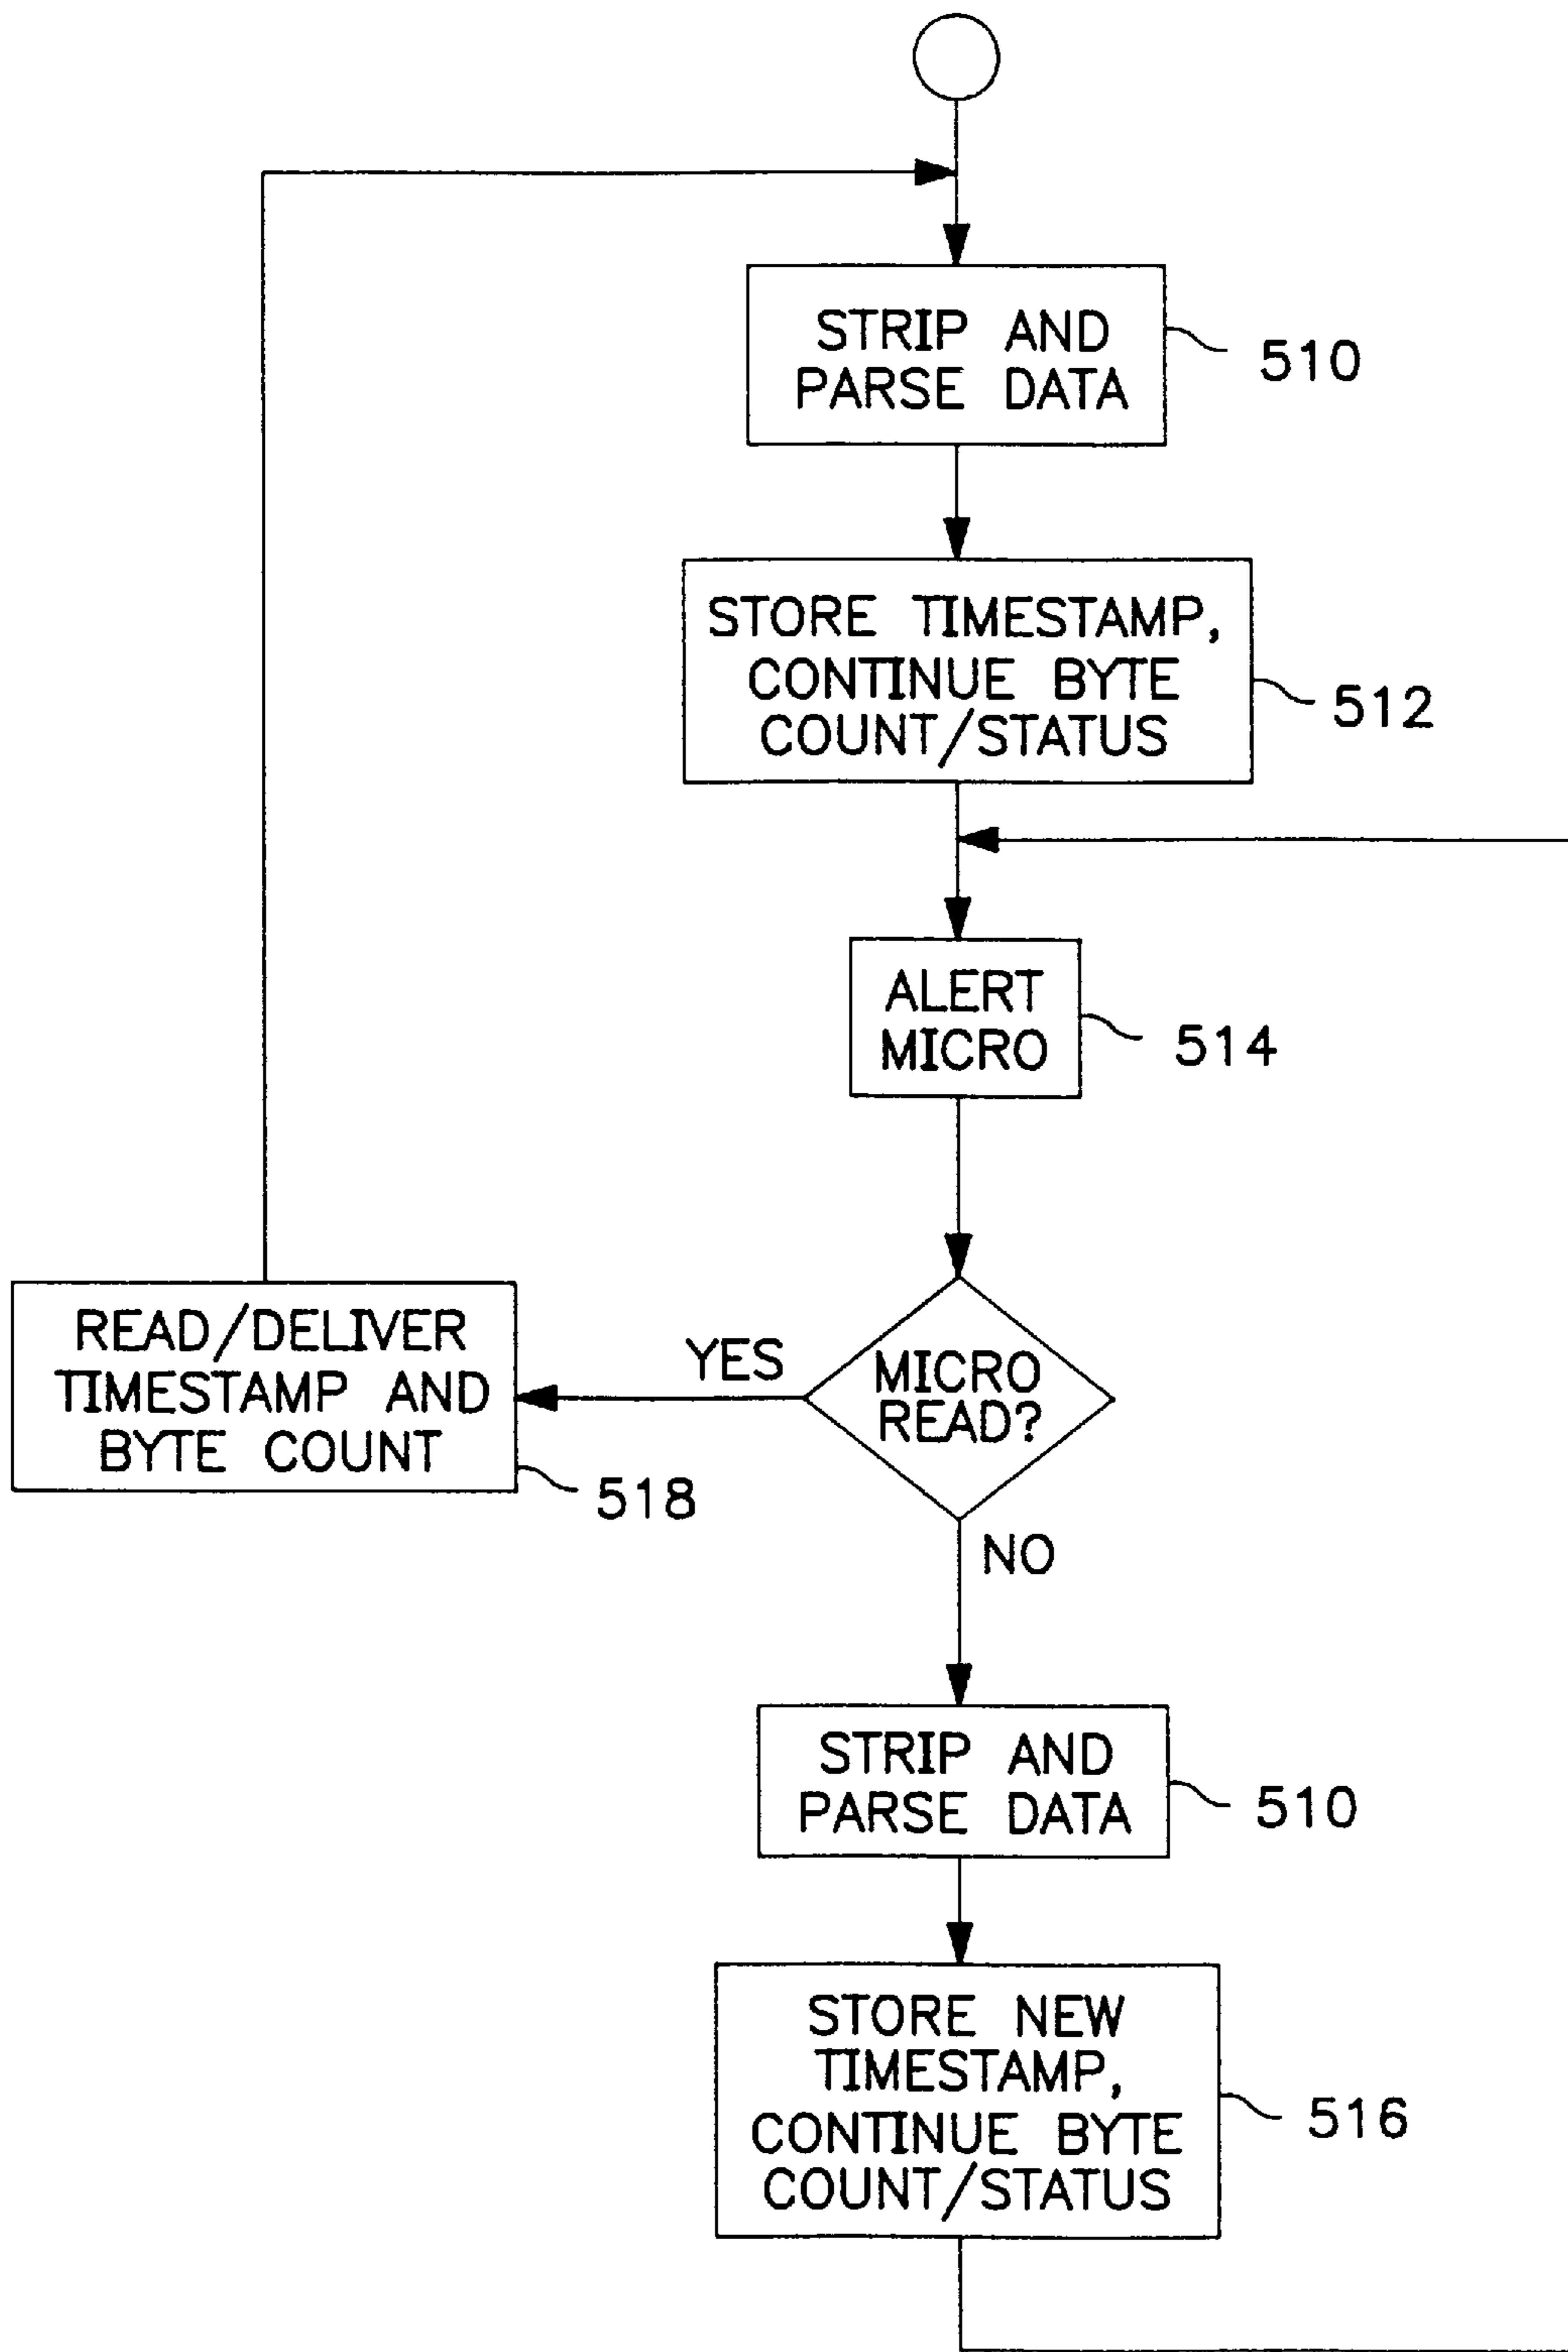 STRIP AND
PARSE DATA
510
STORE TIMESTAMP,
CONTINUE BYTE
COUNT/STATUS
512
ALERT
MICRO
514
MICRO
READ?
YES
READ/DELIVER
TIMESTAMP AND
BYTE COUNT
518
NO
STRIP AND
PARSE DATA
510
STORE NEW
TIMESTAMP,
CONTINUE BYTE
COUNT/STATUS
516